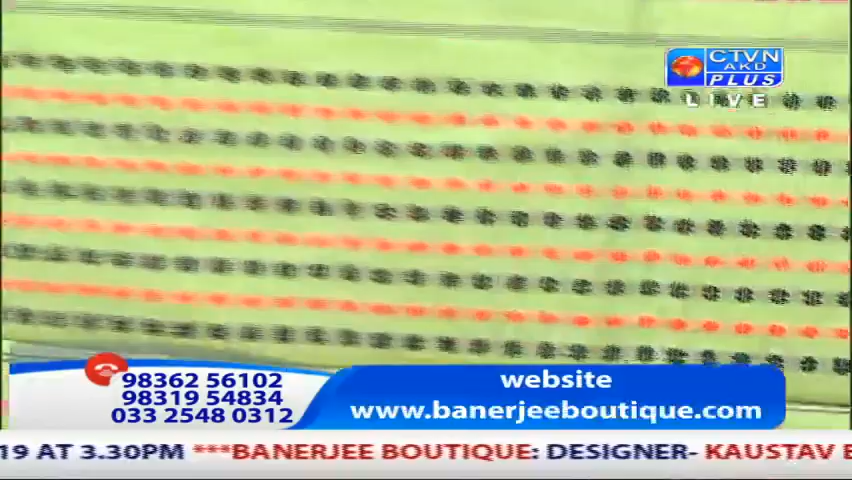 CTVN
AKD
PLUS
LIVE
98362 56102
98319 54834
033 2548 0312
website
www.banerjeeboutique.com
19 AT 3.30PM ***BANERJEE BOUTIQUE: DESIGNER- KAUSTAV